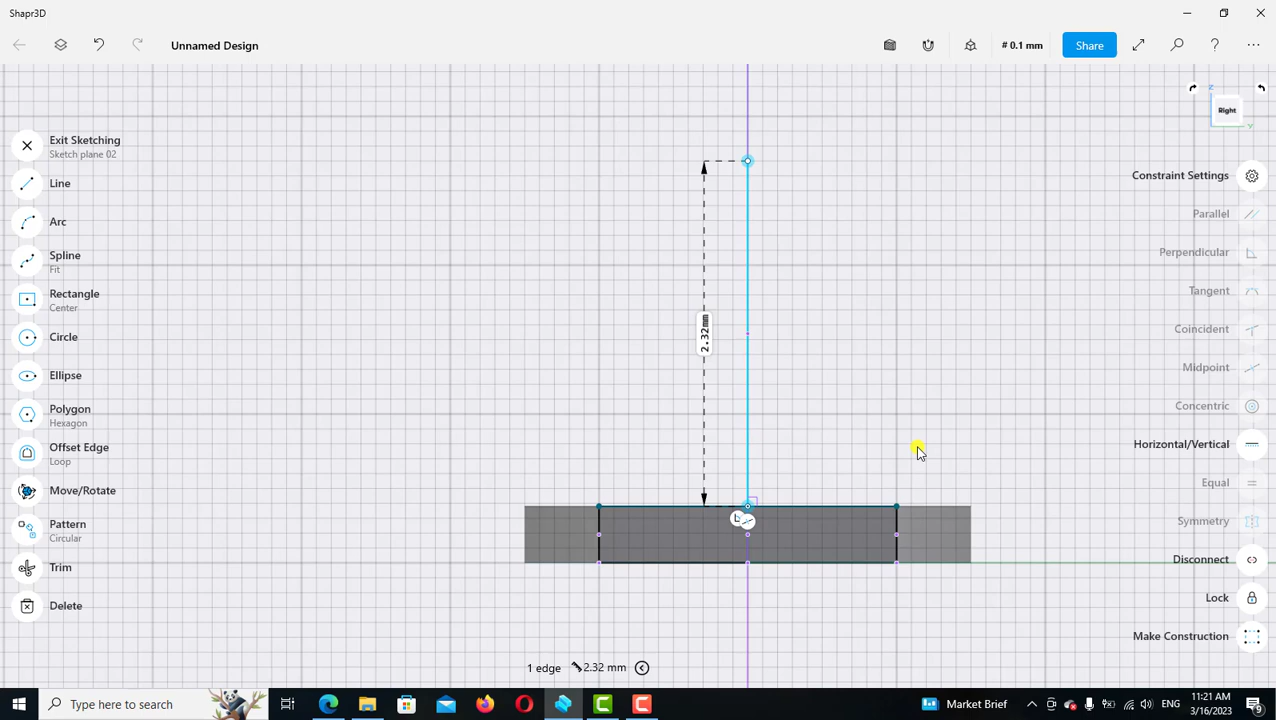 Shapr3D
Unnamed Design
# 0.1 mm
Share
Z
Right
Y
Exit Sketching
Sketch plane 02
Line
Arc
Spline
Fit
Rectangle
Center
Circle
Ellipse
Polygon
Hexagon
Offset Edge
Loop
Move/Rotate
Pattern
Circular
Trim
Delete
2.32mm
Constraint Settings
Parallel
Perpendicular
Tangent
Coincident
Midpoint
Concentric
Horizontal/Vertical
Equal
Symmetry
Disconnect
Lock
Make Construction
1 edge 2.32 mm
Type here to search
Market Brief
ENG
11:21 AM
3/16/2023